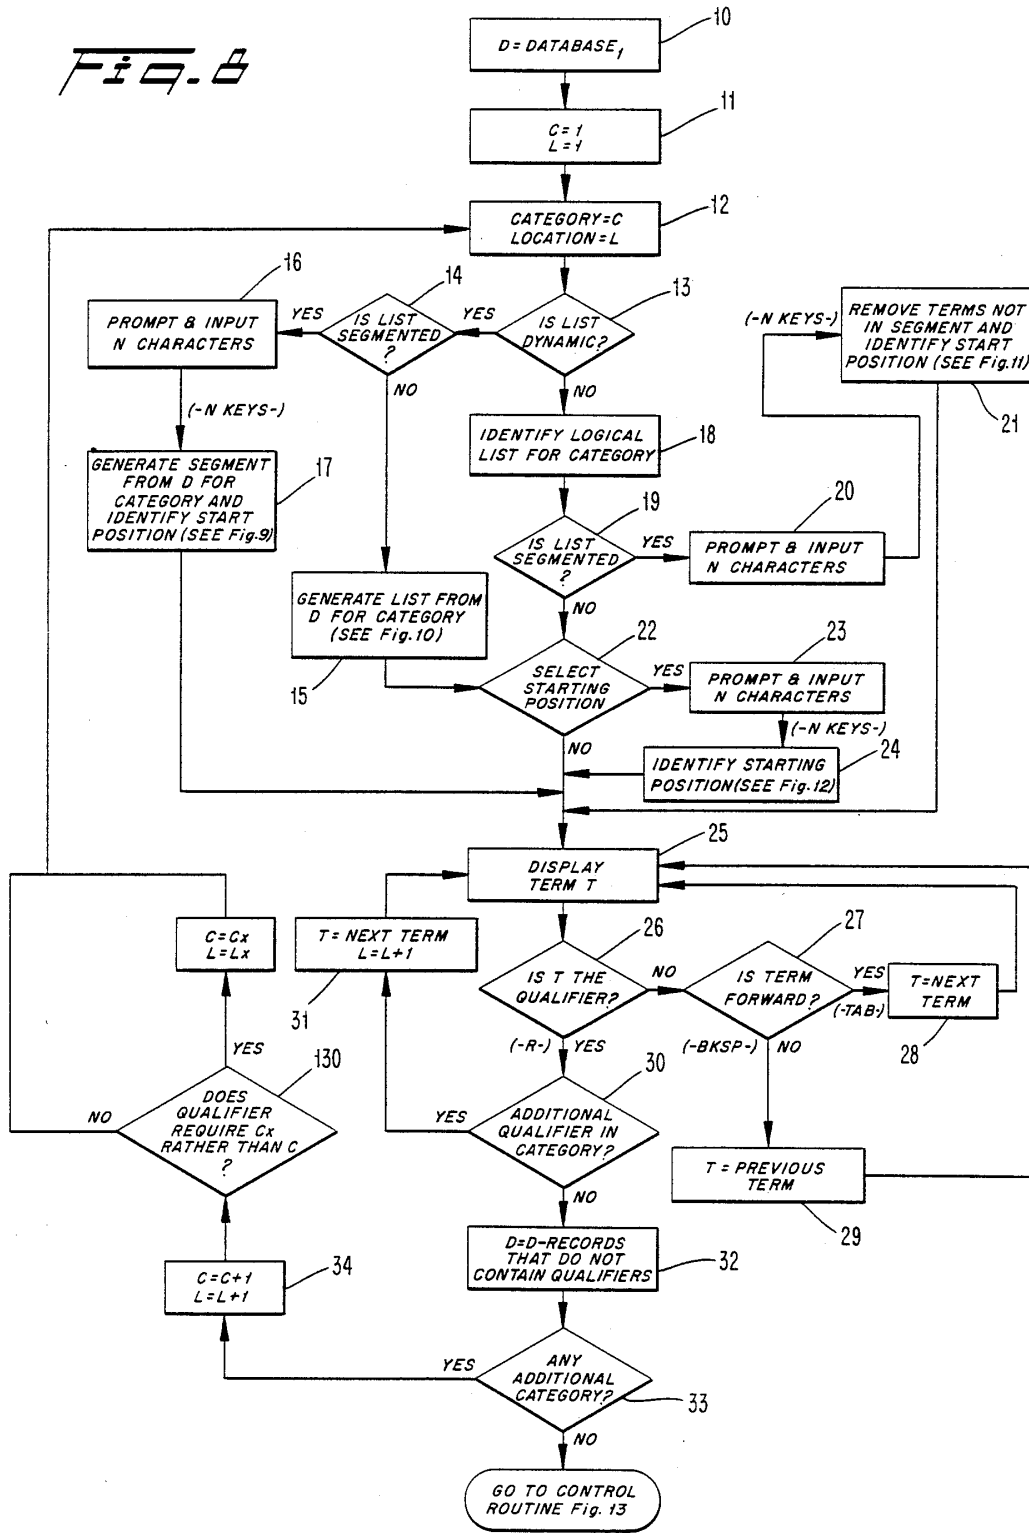 Fig. 8
10
D = DATABASE1
11
C = 1
L = 1
12
CATEGORY = C
LOCATION = L
16
14
13
YES
YES
PROMPT & INPUT
N CHARACTERS
IS LIST
SEGMENTED
?
IS LIST
DYNAMIC?
(-N KEYS-)
REMOVE TERMS NOT
IN SEGMENT AND
IDENTIFY START
POSITION (SEE Fig.11)
21
NO
NO
(-N KEYS-)
17
GENERATE SEGMENT
FROM D FOR
CATEGORY AND
IDENTIFY START
POSITION (SEE Fig.9)
IDENTIFY LOGICAL
LIST FOR CATEGORY
18
19
IS LIST
SEGMENTED
?
YES
20
PROMPT & INPUT
N CHARACTERS
NO
GENERATE LIST FROM
D FOR CATEGORY
(SEE Fig. 10)
15
22
SELECT
STARTING
POSITION
YES
23
PROMPT & INPUT
N CHARACTERS
(-N KEYS-)
NO
24
IDENTIFY STARTING
POSITION (SEE Fig.12)
25
DISPLAY
TERM T
C = Cx
L = Lx
T = NEXT TERM
L = L+1
31
26
IS T THE
QUALIFIER?
NO
27
IS TERM
FORWARD?
YES
(-TAB-)
T = NEXT
TERM
28
(-R-)
YES
(-BKSP-)
NO
YES
130
DOES
QUALIFIER
REQUIRE Cx
RATHER THAN C
?
NO
YES
30
ADDITIONAL
QUALIFIER IN
CATEGORY?
T = PREVIOUS
TERM
29
NO
D = D-RECORDS
THAT DO NOT
CONTAIN QUALIFIERS
32
C = C+1
L = L+1
34
YES
ANY
ADDITIONAL
CATEGORY?
33
NO
GO TO CONTROL
ROUTINE Fig. 13